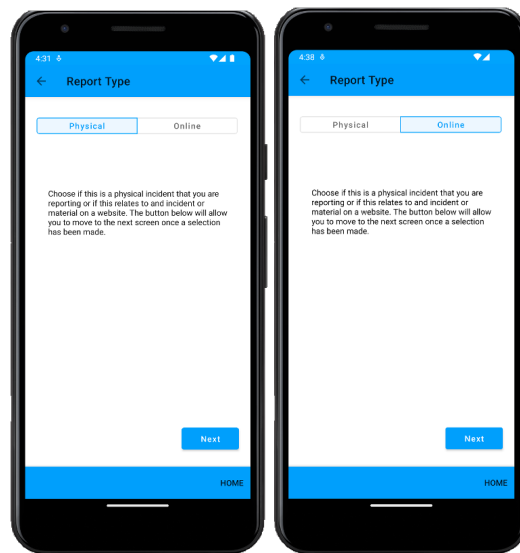 4:31
Report Type
Physical Online
Choose if this is a physical incident that you are
reporting or if this relates to and incident or
material on a website. The button below will allow
you to move to the next screen once a selection
has been made.
Next
HOME
4:38
Report Type
Physical Online
Choose if this is a physical incident that you are
reporting or if this relates to and incident or
material on a website. The button below will allow
you to move to the next screen once a selection
has been made.
Next
HOME